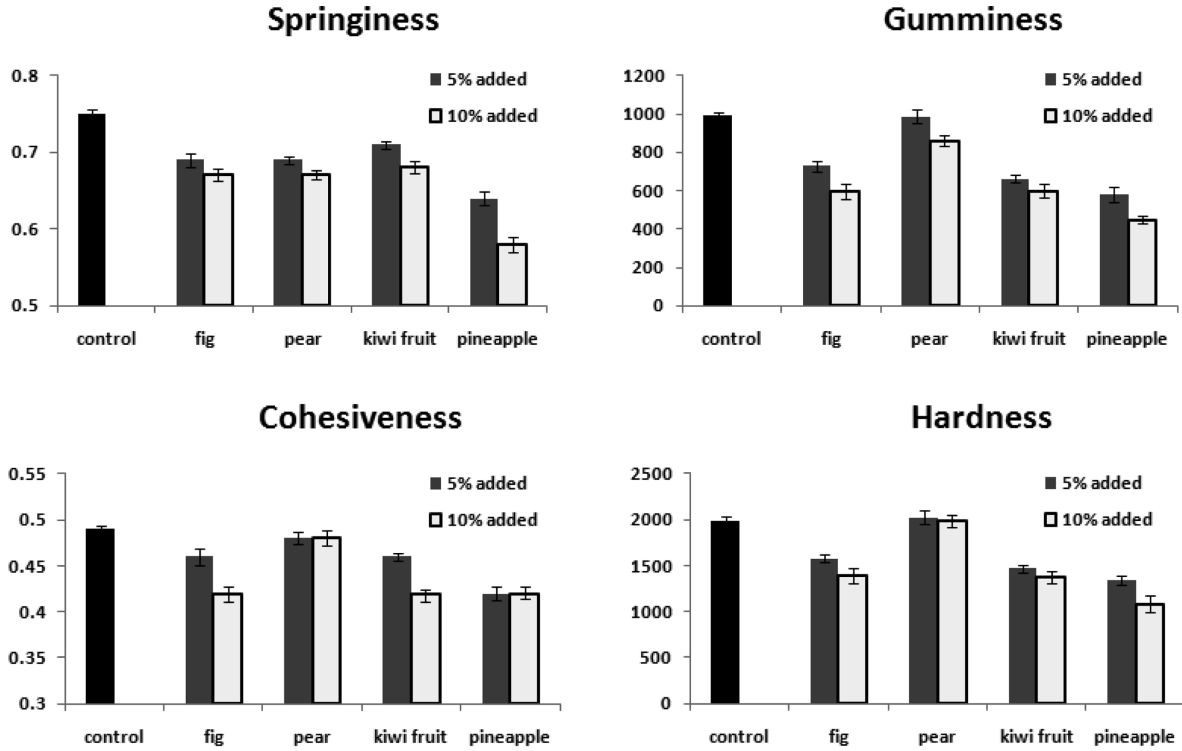 Springiness
0.8
0.7
0.6
0.5
5% added
10% added
control fig pear kiwi fruit pineapple
Gumminess
1200
1000
800
600
400
200
0
5% added
10% added
control fig pear kiwi fruit pineapple
Cohesiveness
0.55
0.5
0.45
0.4
0.35
0.3
5% added
10% added
control fig pear kiwi fruit pineapple
Hardness
2500
2000
1500
1000
500
0
5% added
10% added
control fig pear kiwi fruit pineapple